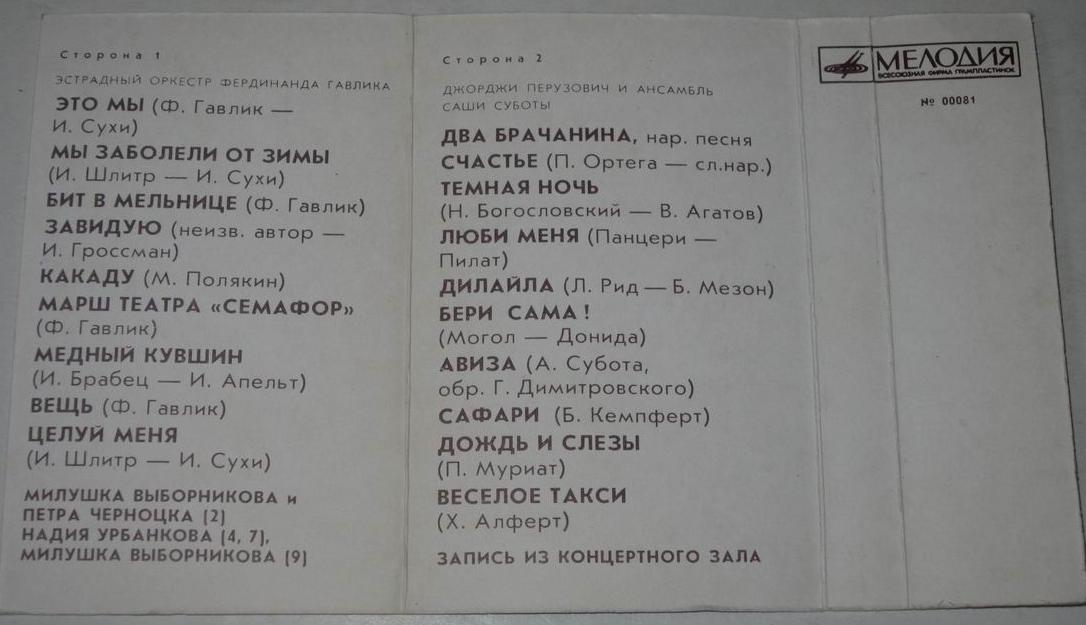 Сторона 1
ЭСТРАДНЫЙ ОРКЕСТР ФЕРДИНАНДА ГАВЛИКА
ЭТО МЫ (Ф. Гавлик —
И. Сухи)
МЫ ЗАБОЛЕЛИ ОТ ЗИМЫ
(И. Шлитр — И. Сухи)
БИТ В МЕЛЬНИЦЕ (Ф. Гавлик)
ЗАВИДУЮ (неизв. автор —
И. Гроссман)
КАКАДУ (М. Полякин)
МАРШ ТЕАТРА «СЕМАФОР»
(Ф. Гавлик)
МЕДНЫЙ КУВШИН
(И. Брабец — И. Апельт)
ВЕЩЬ (Ф. Гавлик)
ЦЕЛУЙ МЕНЯ
(И. Шлитр — И. Сухи)
МИЛУШКА ВЫБОРНИКОВА и
ПЕТРА ЧЕРНОЦКА (2)
НАДИЯ УРБАНКОВА (4, 7),
МИЛУШКА ВЫБОРНИКОВА (9)
Сторона 2
ДЖОРДЖИ ПЕРУЗОВИЧ И АНСАМБЛЬ
САШИ СУБОТЫ
ДВА БРАЧАНИНА, нар. песня
СЧАСТЬЕ (П. Ортега — сл.нар.)
ТЕМНАЯ НОЧЬ
(Н. Богословский — В. Агатов)
ЛЮБИ МЕНЯ (Панцери —
Пилат)
ДИЛАЙЛА (Л. Рид — Б. Мезон)
БЕРИ САМА!
(Могол — Донида)
АВИЗА (А. Субота,
обр. Г. Димитровского)
САФАРИ (Б. Кемпферт)
ДОЖДЬ И СЛЕЗЫ
(П. Муриат)
ВЕСЕЛОЕ ТАКСИ
(Х. Алферт)
ЗАПИСЬ ИЗ КОНЦЕРТНОГО ЗАЛА
МЕЛОДИЯ
ВСЕСОЮЗНАЯ ФИРМА ГРАМПЛАСТИНОК
№ 00081